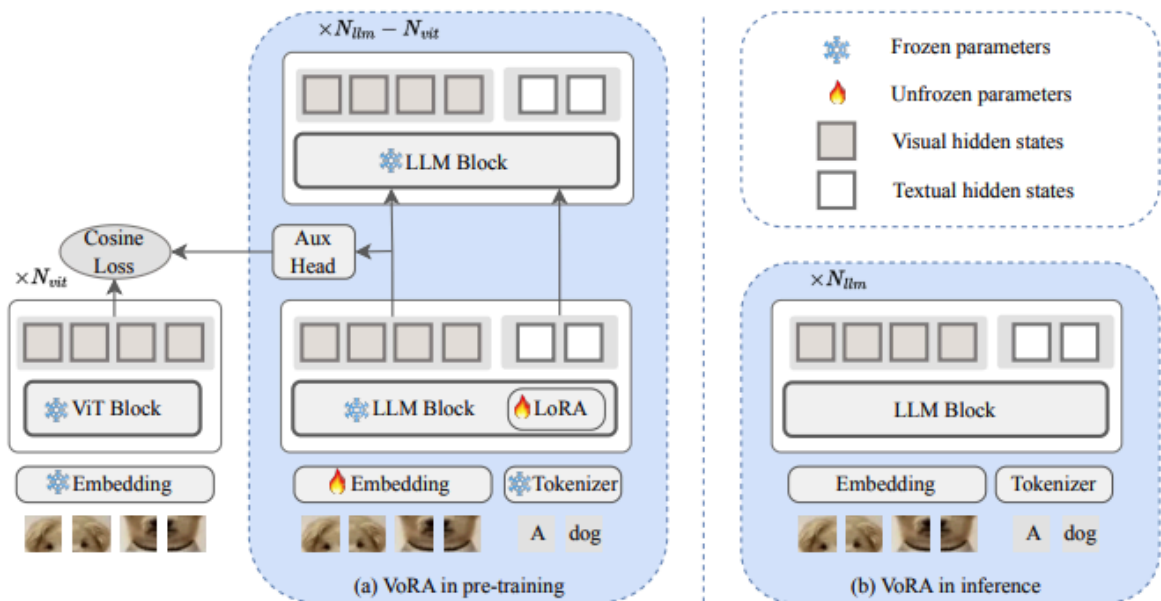 × N_llm − N_vit
LLM Block
Cosine
Loss
Aux
Head
× N_vit
ViT Block
LLM Block
LoRA
Embedding
Embedding
Tokenizer
A
dog
(a) VoRA in pre-training
Frozen parameters
Unfrozen parameters
Visual hidden states
Textual hidden states
× N_llm
LLM Block
Embedding
Tokenizer
A
dog
(b) VoRA in inference